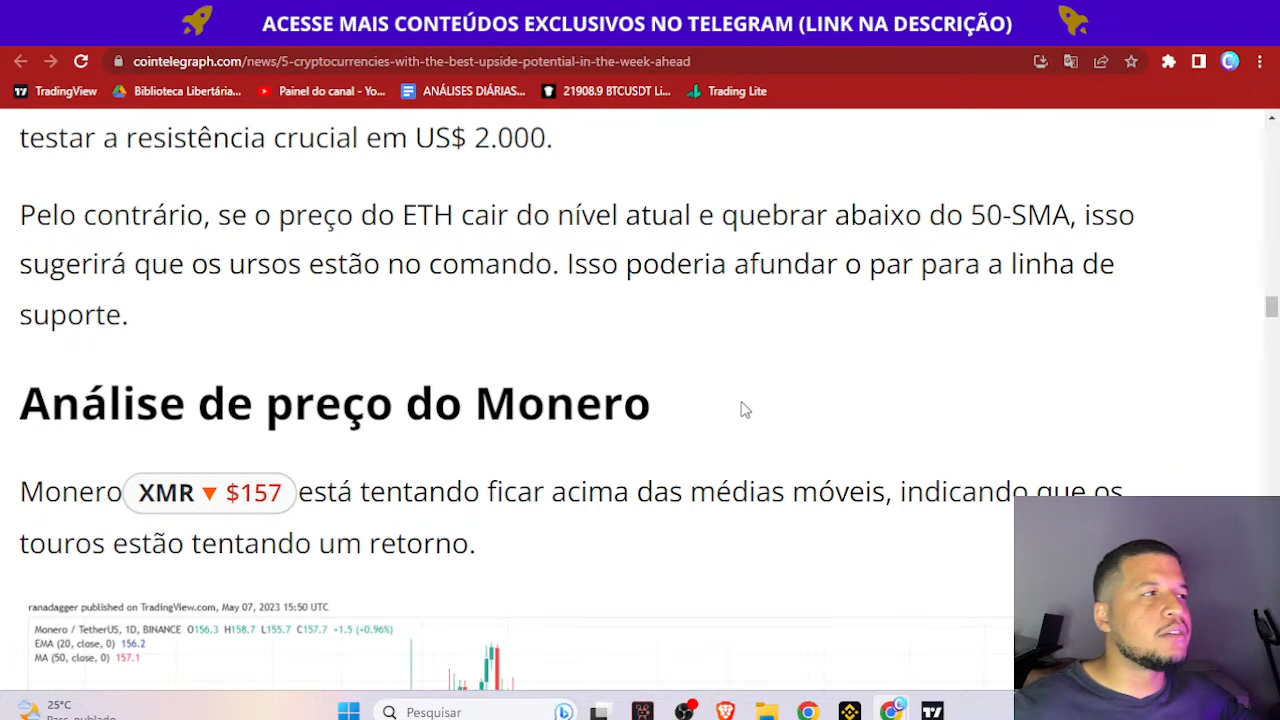 ACESSE MAIS CONTEÚDOS EXCLUSIVOS NO TELEGRAM (LINK NA DESCRIÇÃO)
cointelegraph.com/news/5-cryptocurrencies-with-the-best-upside-potential-in-the-week-ahead
TradingView Biblioteca Libertária... Painel do canal - Yo... ANÁLISES DIÁRIAS... 21908.9 BTCUSDT Li... Trading Lite
testar a resistência crucial em US$ 2.000.
Pelo contrário, se o preço do ETH cair do nível atual e quebrar abaixo do 50-SMA, isso
sugerirá que os ursos estão no comando. Isso poderia afundar o par para a linha de
suporte.
Análise de preço do Monero
Monero XMR ▼ $157 está tentando ficar acima das médias móveis, indicando que os
touros estão tentando um retorno.
ranadagger published on TradingView.com, May 07, 2023 15:50 UTC
Monero / TetherUS, 1D, BINANCE O156.3 H158.7 L155.7 C157.7 +1.5 (+0.96%)
EMA (20, close, 0) 156.2
MA (50, close, 0) 157.1
25°C
Parc. nublado
Pesquisar